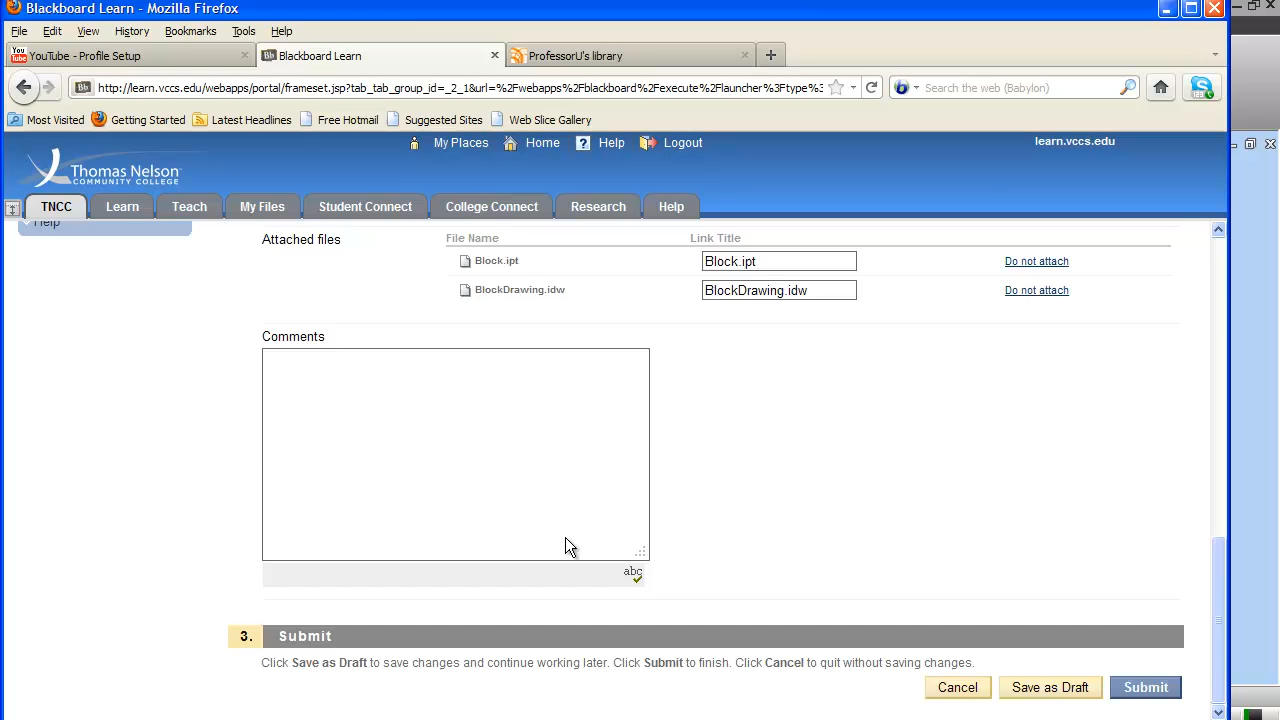 Blackboard Learn - Mozilla Firefox
File Edit View History Bookmarks Tools Help
You Tube YouTube - Profile Setup Bb Blackboard Learn ProfessorU's library
Bb http://learn.vccs.edu/webapps/portal/frameset.jsp?tab_tab_group_id=_2_1&url=%2Fwebapps%2Fblackboard%2Fexecute%2Flauncher%3Ftype%3 Search the web (Babylon)
Most Visited Getting Started Latest Headlines Free Hotmail Suggested Sites Web Slice Gallery
My Places Home Help Logout learn.vccs.edu
Thomas Nelson
COMMUNITY COLLEGE
TNCC Learn Teach My Files Student Connect College Connect Research Help
Help
Attached files File Name Link Title
Block.ipt Block.ipt Do not attach
BlockDrawing.idw BlockDrawing.idw Do not attach
Comments
abc
3. Submit
Click Save as Draft to save changes and continue working later. Click Submit to finish. Click Cancel to quit without saving changes.
Cancel Save as Draft Submit